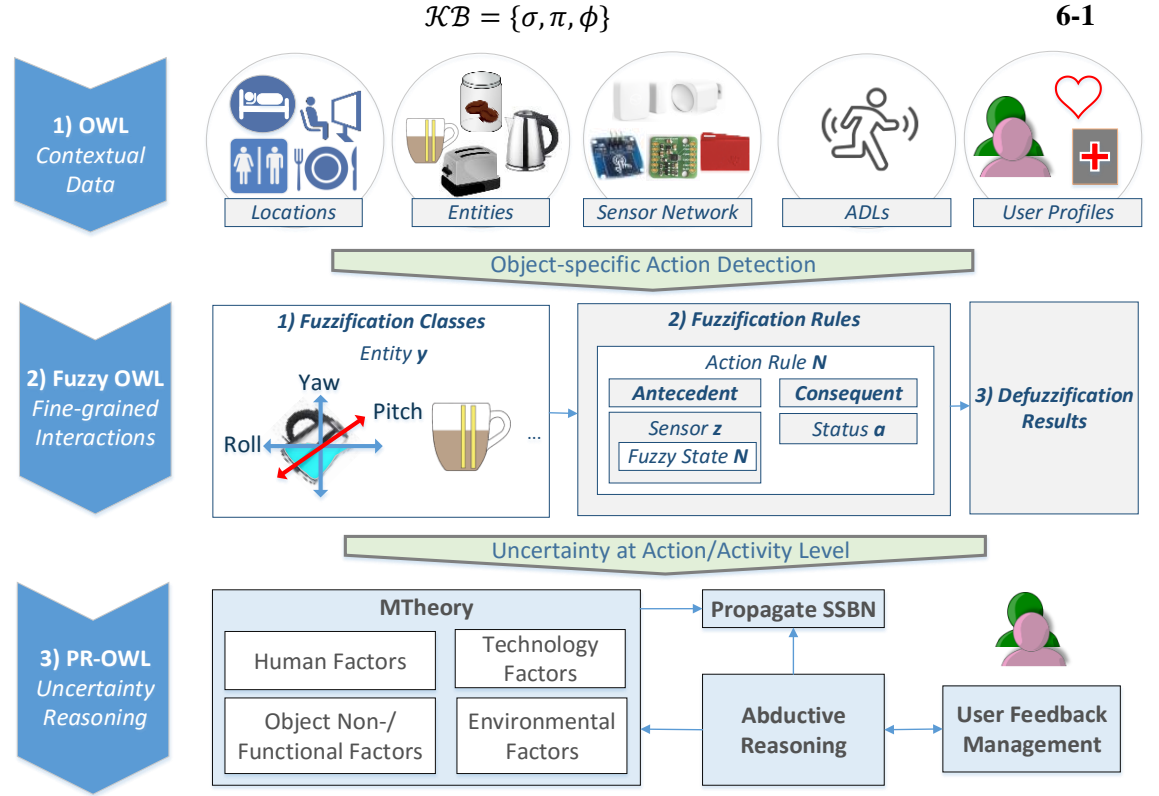 𝒦ℬ = {𝜎, 𝜋, 𝜙} 6-1
1) OWL
Contextual
Data
Locations
Entities
Sensor Network
ADLs
User Profiles
Object-specific Action Detection
2) Fuzzy OWL
Fine-grained
Interactions
1) Fuzzification Classes
Entity y
Yaw
Pitch
Roll
...
2) Fuzzification Rules
Action Rule N
Antecedent
Consequent
Sensor z
Status a
Fuzzy State N
3) Defuzzification
Results
Uncertainty at Action/Activity Level
3) PR-OWL
Uncertainty
Reasoning
MTheory
Human Factors
Technology
Factors
Object Non-/
Functional Factors
Environmental
Factors
Propagate SSBN
Abductive
Reasoning
User Feedback
Management